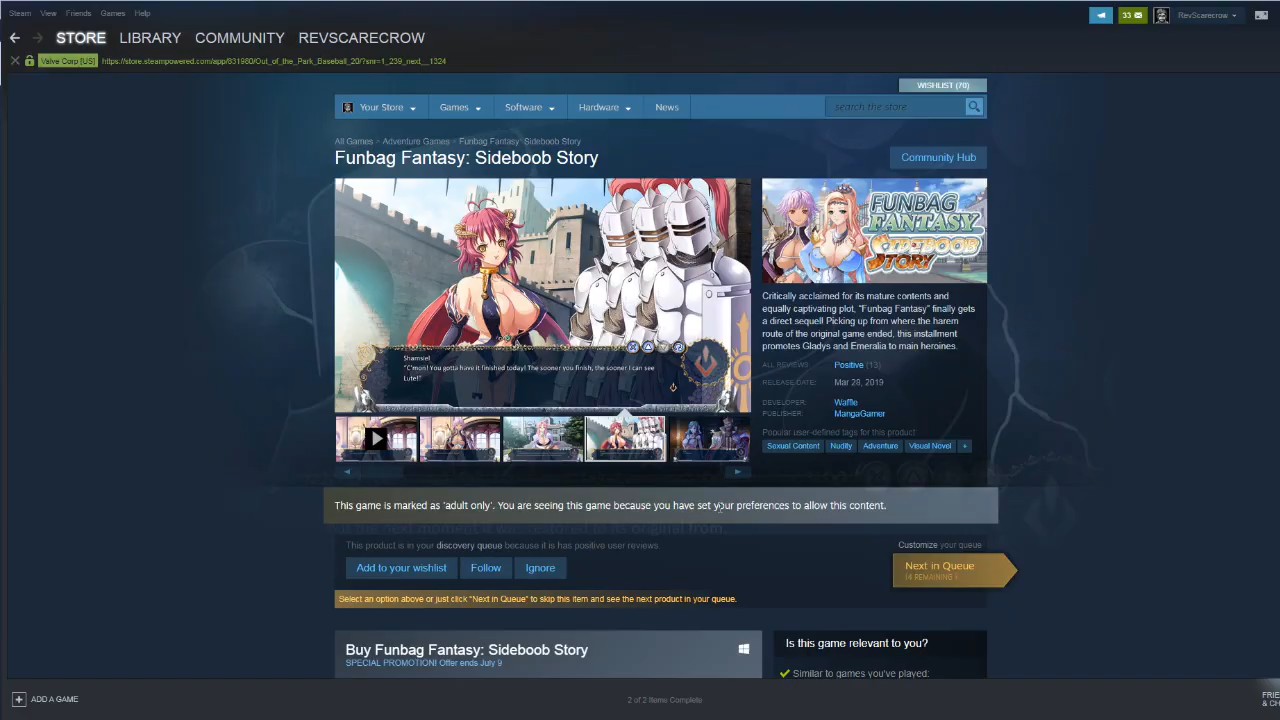 Steam View Friends Games Help
33 RevScarecrow
STORE LIBRARY COMMUNITY REVSCARECROW
Valve Corp [US] https://store.steampowered.com/app/831980/Out_of_the_Park_Baseball_20/?snr=1_239_next__1324
WISHLIST (70)
Your Store Games Software Hardware News search the store
All Games > Adventure Games > Funbag Fantasy: Sideboob Story
Funbag Fantasy: Sideboob Story
Community Hub
FUNBAG
FANTASY
SIDEBOOB
STORY
Critically acclaimed for its mature contents and
equally captivating plot, "Funbag Fantasy" finally gets
a direct sequel! Picking up from where the harem
route of the original game ended, this installment
promotes Gladys and Emeralia to main heroines.
Shamsiel
"C'mon! You gotta have it finished today! The sooner you finish, the sooner I can see
Lute!"
ALL REVIEWS: Positive (13)
RELEASE DATE: Mar 28, 2019
DEVELOPER: Waffle
PUBLISHER: MangaGamer
Popular user-defined tags for this product:
Sexual Content Nudity Adventure Visual Novel +
This game is marked as 'adult only'. You are seeing this game because you have set your preferences to allow this content.
This product is in your discovery queue because it has positive user reviews
Customize your queue
Add to your wishlist Follow Ignore
Next in Queue
14 REMAINING
Select an option above or just click "Next in Queue" to skip this item and see the next product in your queue.
Buy Funbag Fantasy: Sideboob Story
SPECIAL PROMOTION! Offer ends July 9
Is this game relevant to you?
Similar to games you've played:
ADD A GAME
2 of 2 Items Complete
FRIE
& CH